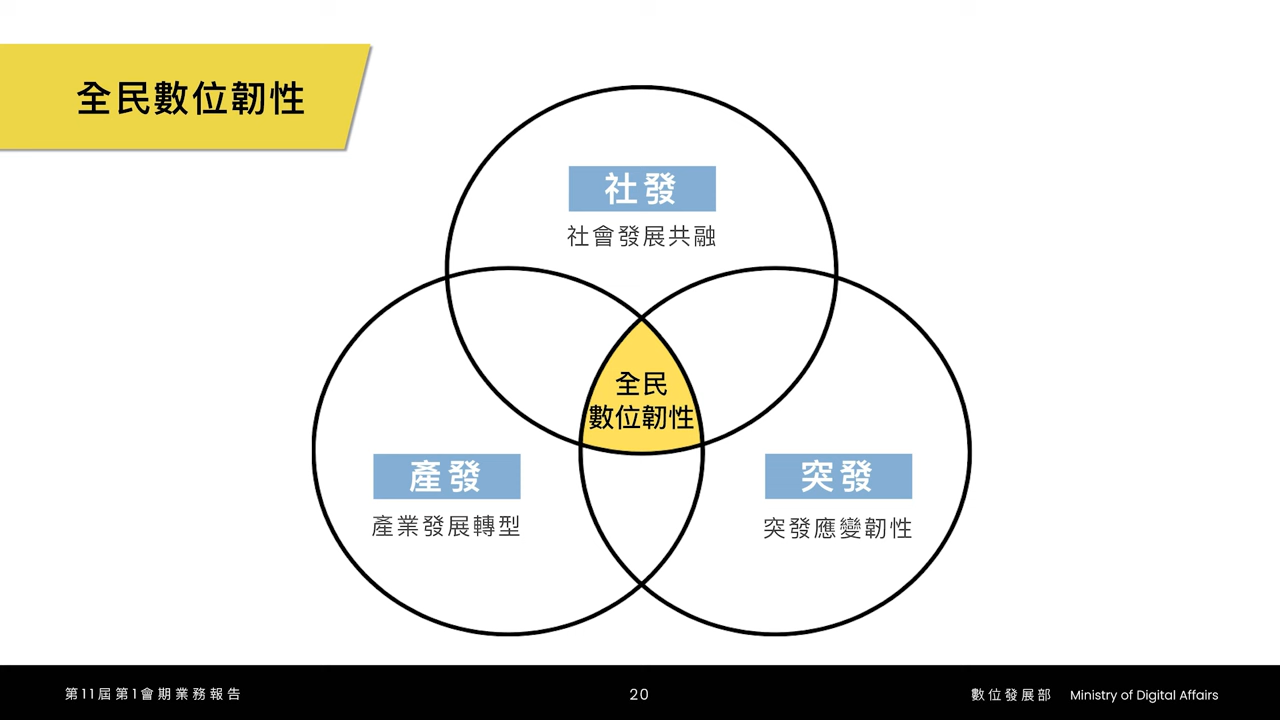 全民數位韌性
社發
社會發展共融
全民
數位韌性
產發
產業發展轉型
突發
突發應變韌性
第11屆第1會期業務報告
20
數位發展部 Ministry of Digital Affairs